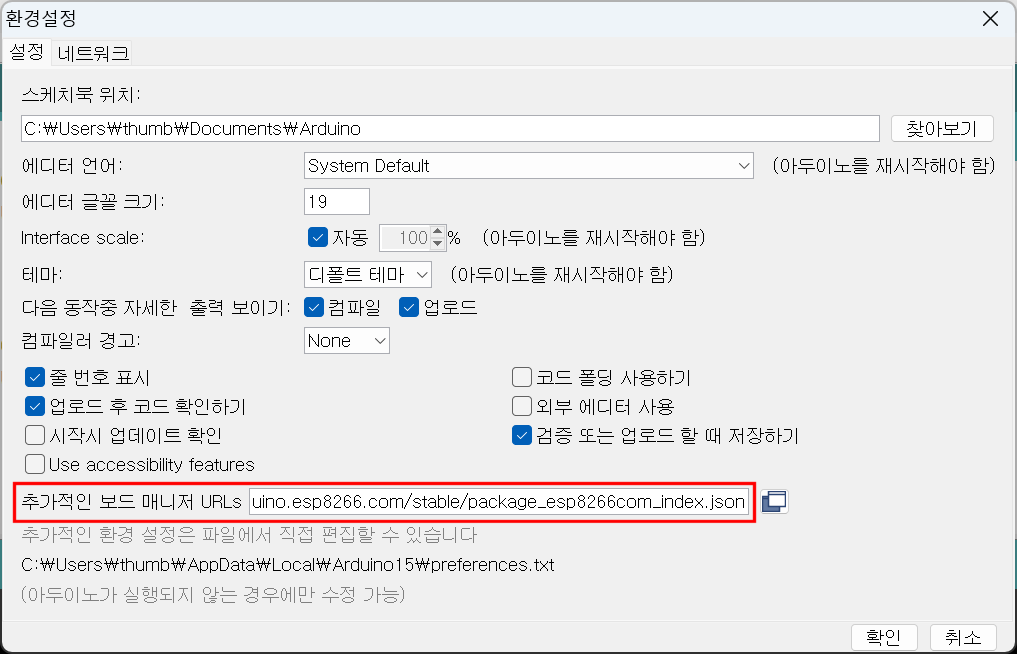 환경설정
설정 네트워크
스케치북 위치:
C:₩Users₩thumb₩Documents₩Arduino 찾아보기
에디터 언어: System Default (아두이노를 재시작해야 함)
에디터 글꼴 크기: 19
Interface scale: 자동 100 % (아두이노를 재시작해야 함)
테마: 디폴트 테마 (아두이노를 재시작해야 함)
다음 동작중 자세한 출력 보이기: 컴파일 업로드
컴파일러 경고: None
줄 번호 표시 코드 폴딩 사용하기
업로드 후 코드 확인하기 외부 에디터 사용
시작시 업데이트 확인 검증 또는 업로드 할 때 저장하기
Use accessibility features
추가적인 보드 매니저 URLs uino.esp8266.com/stable/package_esp8266com_index.json
추가적인 환경 설정은 파일에서 직접 편집할 수 있습니다
C:₩Users₩thumb₩AppData₩Local₩Arduino15₩preferences.txt
(아두이노가 실행되지 않는 경우에만 수정 가능)
확인 취소